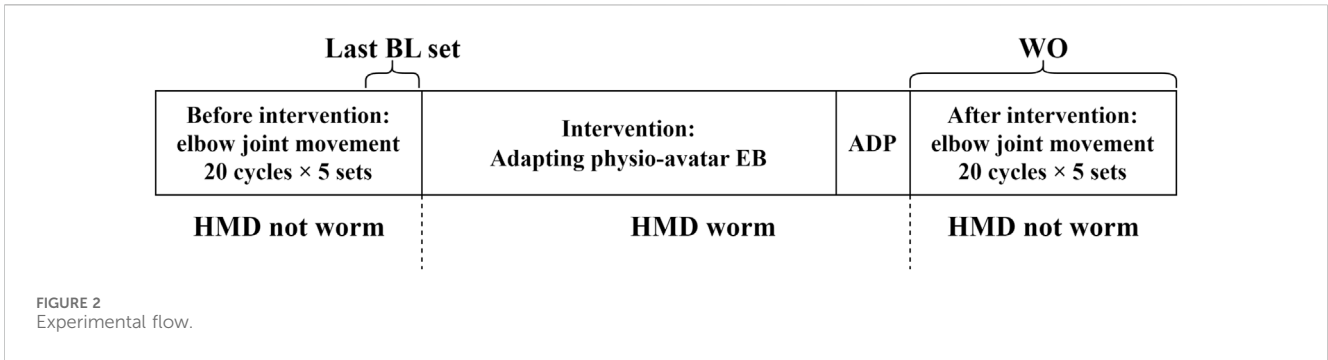 Last BL set
WO
Before intervention:
elbow joint movement
20 cycles × 5 sets
Intervention:
Adapting physio-avatar EB
ADP
After intervention:
elbow joint movement
20 cycles × 5 sets
HMD not worm
HMD worm
HMD not worm
FIGURE 2
Experimental flow.